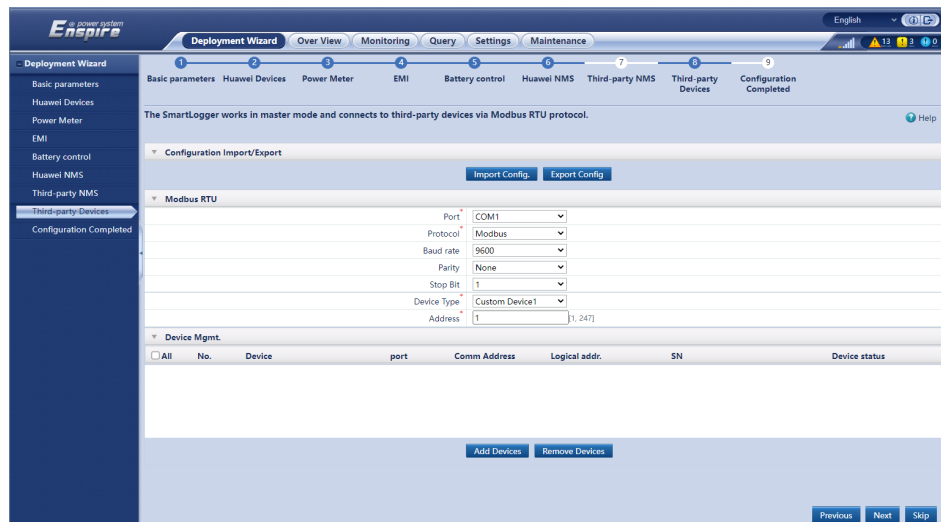 Enspire power system
English
Deployment Wizard Over View Monitoring Query Settings Maintenance
13 3 0
Deployment Wizard
Basic parameters
Huawei Devices
Power Meter
EMI
Battery control
Huawei NMS
Third-party NMS
Third-party Devices
Configuration Completed
1 2 3 4 5 6 7 8 9
Basic parameters Huawei Devices Power Meter EMI Battery control Huawei NMS Third-party NMS Third-party Devices Configuration Completed
The SmartLogger works in master mode and connects to third-party devices via Modbus RTU protocol.
Help
Configuration Import/Export
Import Config. Export Config
Modbus RTU
Port * COM1
Protocol * Modbus
Baud rate 9600
Parity None
Stop Bit 1
Device Type * Custom Device1
Address * 1 [1, 247]
Device Mgmt.
All No. Device port Comm Address Logical addr. SN Device status
Add Devices Remove Devices
Previous Next Skip